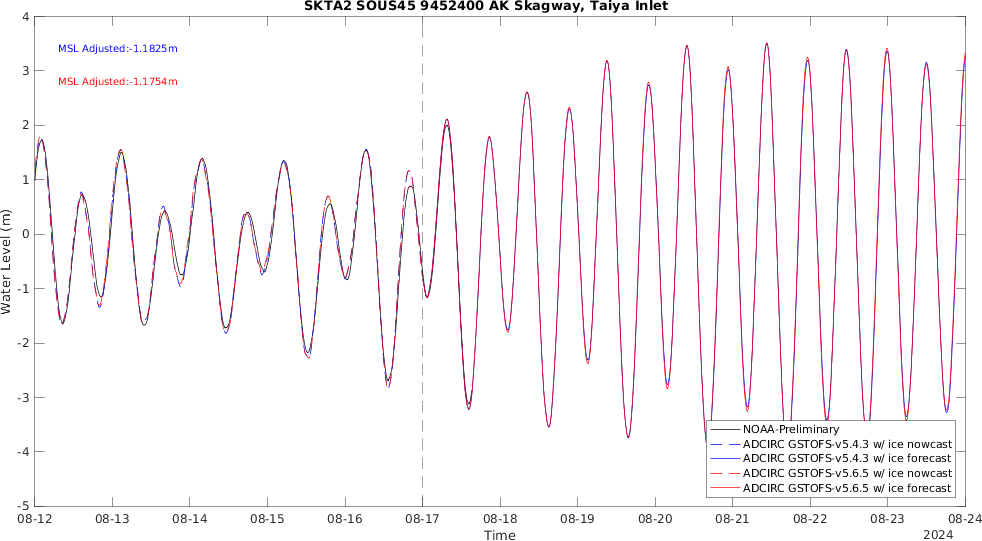 SKTA2 SOUS45 9452400 AK Skagway, Taiya Inlet
MSL Adjusted:-1.1825m
MSL Adjusted:-1.1754m
Water Level (m)
4
3
2
1
0
-1
-2
-3
-4
-5
NOAA-Preliminary
ADCIRC GSTOFS-v5.4.3 w/ ice nowcast
ADCIRC GSTOFS-v5.4.3 w/ ice forecast
ADCIRC GSTOFS-v5.6.5 w/ ice nowcast
ADCIRC GSTOFS-v5.6.5 w/ ice forecast
08-12 08-13 08-14 08-15 08-16 08-17 08-18 08-19 08-20 08-21 08-22 08-23 08-24
Time
2024